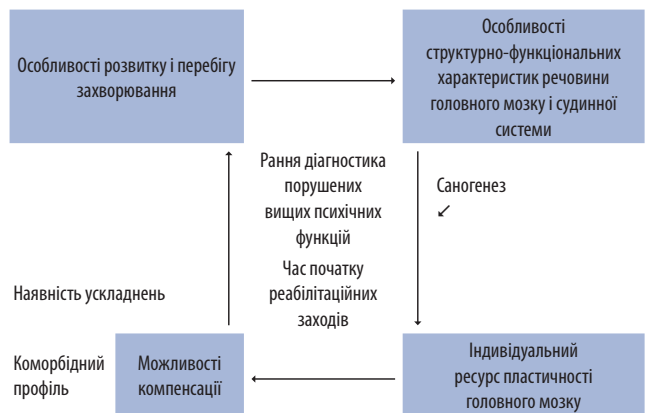 Особливості розвитку і перебігу
захворювання
Особливості
структурно-функціональних
характеристик речовини
головного мозку і судинної
системи
Рання діагностика
порушених
вищих психічних
функцій
Час початку
реабілітаційних
заходів
Саногенез
↙
Наявність ускладнень
Коморбідний
профіль
Можливості
компенсації
Індивідуальний
ресурс пластичності
головного мозку